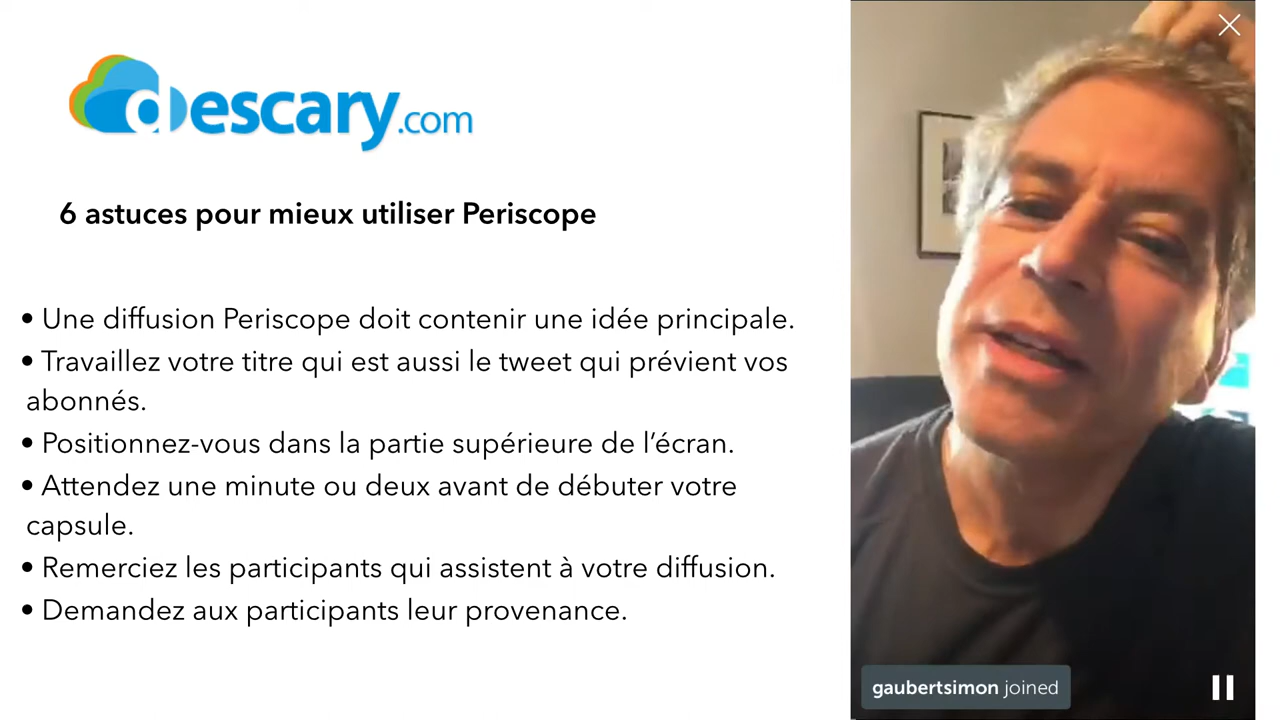 descary.com
6 astuces pour mieux utiliser Periscope
• Une diffusion Periscope doit contenir une idée principale.
• Travaillez votre titre qui est aussi le tweet qui prévient vos
abonnés.
• Positionnez-vous dans la partie supérieure de l’écran.
• Attendez une minute ou deux avant de débuter votre
capsule.
• Remerciez les participants qui assistent à votre diffusion.
• Demandez aux participants leur provenance.
gaubertsimon joined